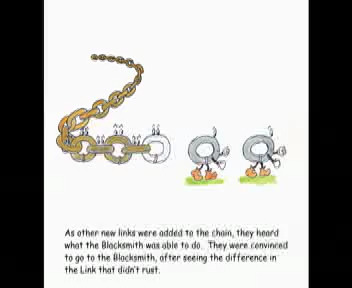 As other new links were added to the chain, they heard
what the Blacksmith was able to do. They were convinced
to go to the Blacksmith, after seeing the difference in
the Link that didn't rust.